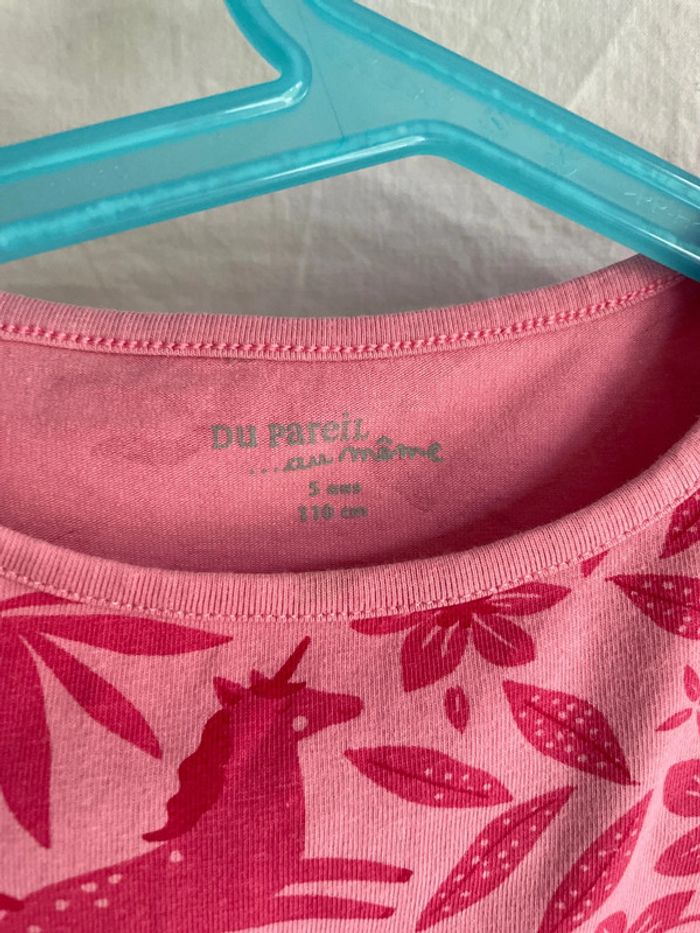 Du Pareil
...au même
5 ans
110 cm